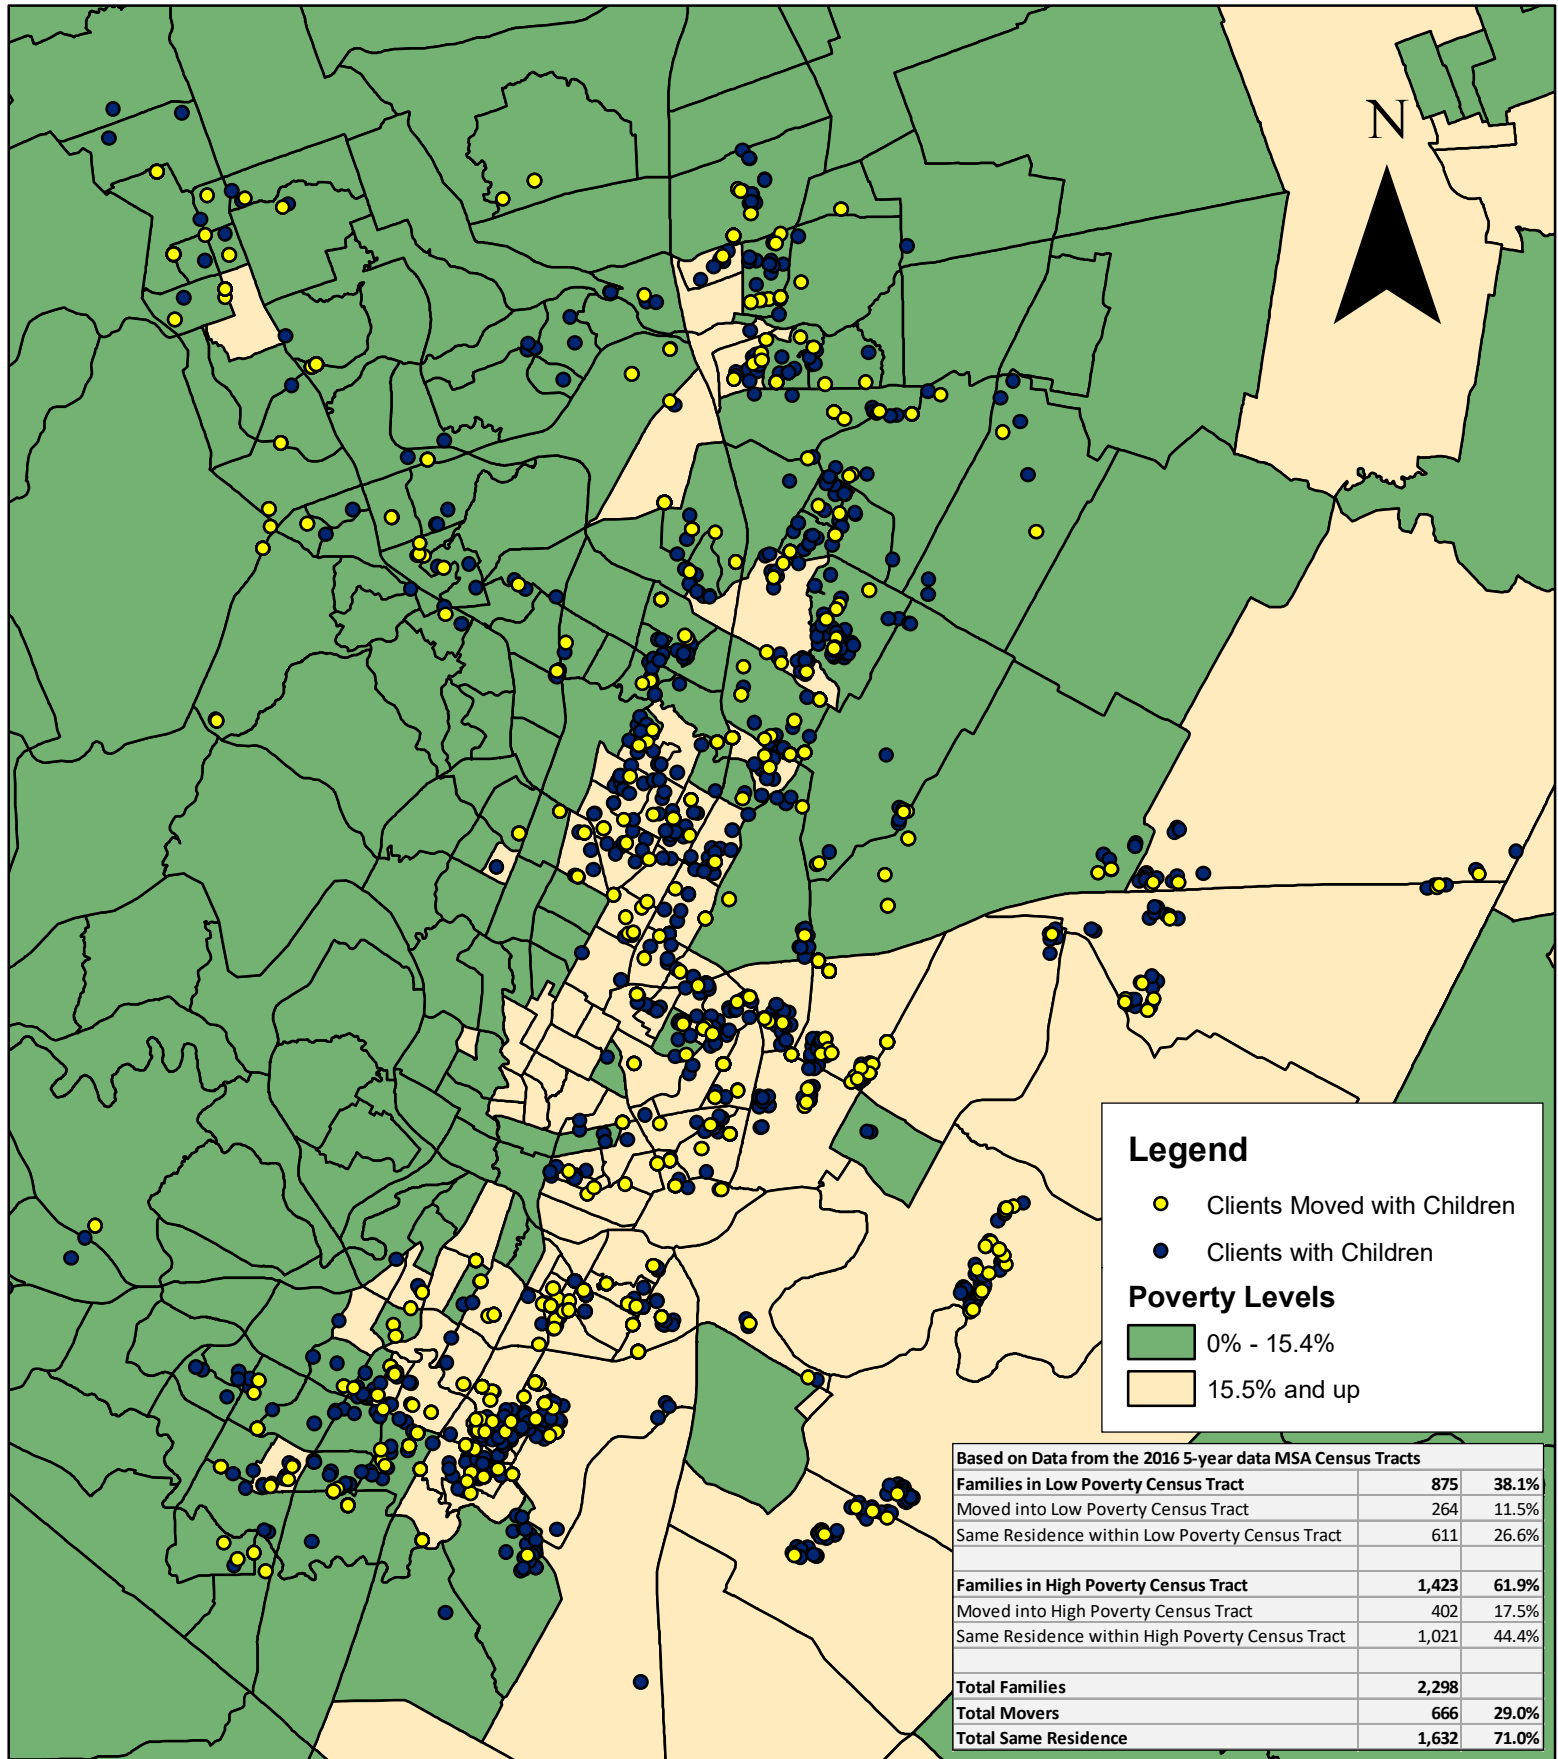 N
Legend
Clients Moved with Children
Clients with Children
Poverty Levels
0% - 15.4%
15.5% and up
Based on Data from the 2016 5-year data MSA Census Tracts
Families in Low Poverty Census Tract 875 38.1%
Moved into Low Poverty Census Tract 264 11.5%
Same Residence within Low Poverty Census Tract 611 26.6%
Families in High Poverty Census Tract 1,423 61.9%
Moved into High Poverty Census Tract 402 17.5%
Same Residence within High Poverty Census Tract 1,021 44.4%
Total Families 2,298
Total Movers 666 29.0%
Total Same Residence 1,632 71.0%